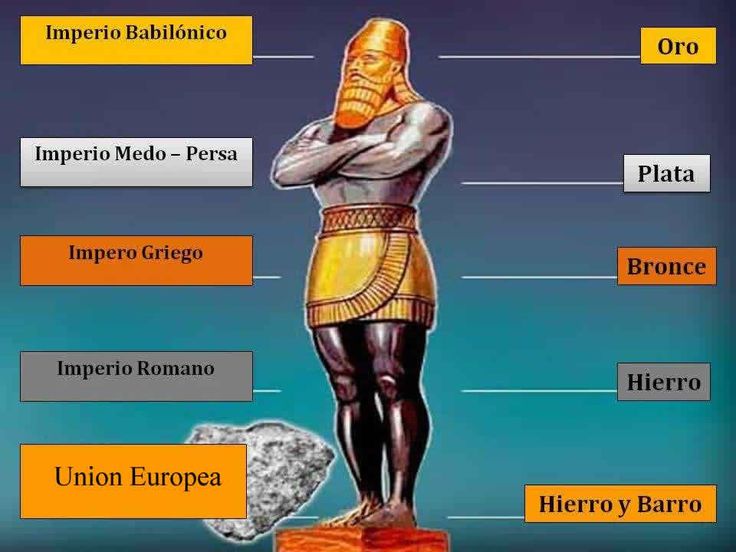 Imperio Babilónico
Oro
Imperio Medo – Persa
Plata
Impero Griego
Bronce
Imperio Romano
Hierro
Union Europea
Hierro y Barro